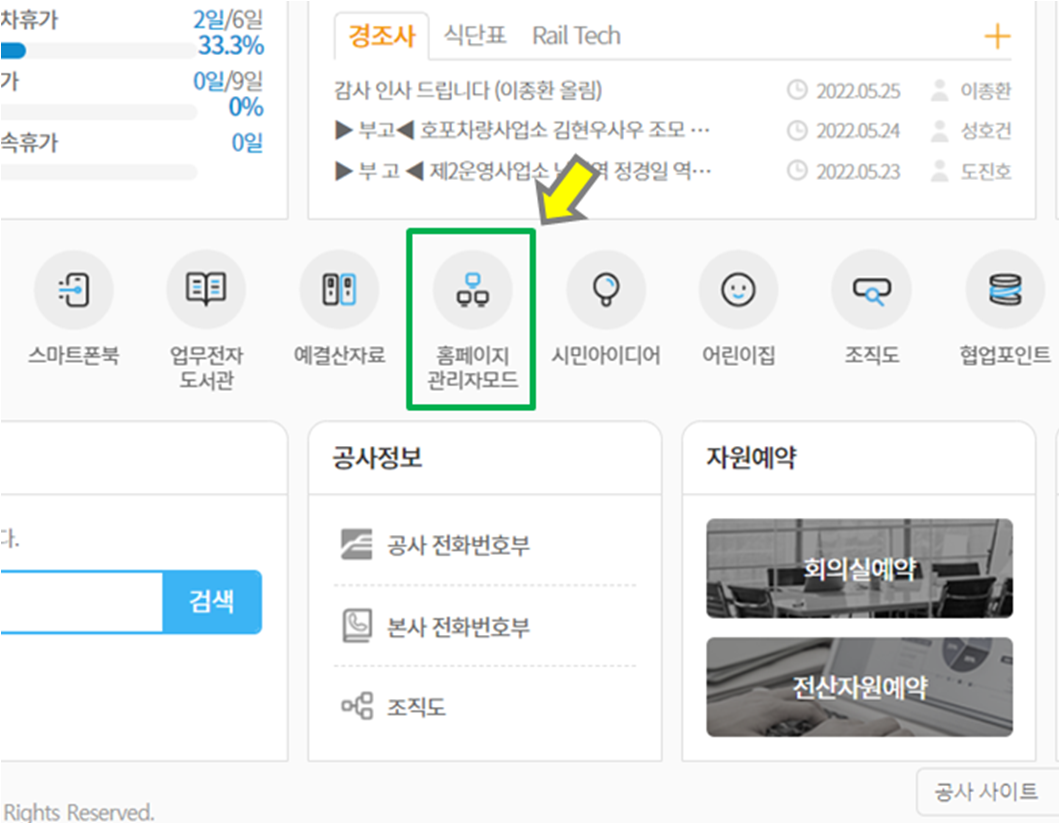 차휴가 2일/6일
33.3%
가 0일/9일
0%
속휴가 0일
경조사 식단표 Rail Tech
감사 인사 드립니다 (이종환 올림) 2022.05.25 이종환
▶ 부고◀ 호포차량사업소 김현우사우 조모 ··· 2022.05.24 성호건
▶ 부 고 ◀ 제2운영사업소 역 정경일 역··· 2022.05.23 도진호
스마트폰북
업무전자
도서관
예결산자료
홈페이지
관리자모드
시민아이디어
어린이집
조직도
협업포인트
다.
검색
공사정보
공사 전화번호부
본사 전화번호부
조직도
자원예약
회의실예약
전산자원예약
공사 사이트
Rights Reserved.